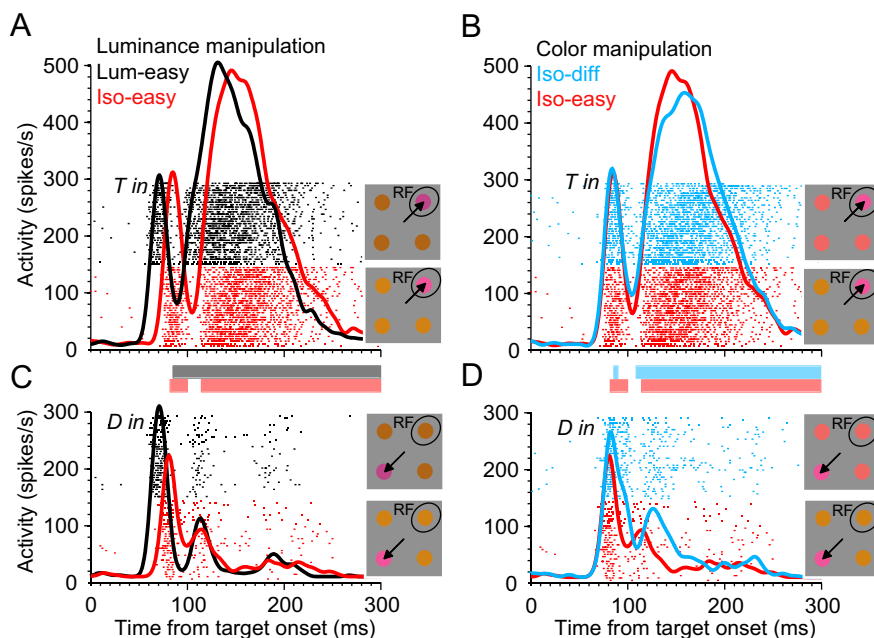 A
Luminance manipulation
Lum-easy
Iso-easy
T in
RF
RF
Activity (spikes/s)
500
400
300
200
100
0
B
Color manipulation
Iso-diff
Iso-easy
T in
RF
RF
500
400
300
200
100
0
C
D in
RF
RF
Activity (spikes/s)
300
200
100
0
0 100 200 300
Time from target onset (ms)
D
D in
RF
RF
300
200
100
0
0 100 200 300
Time from target onset (ms)